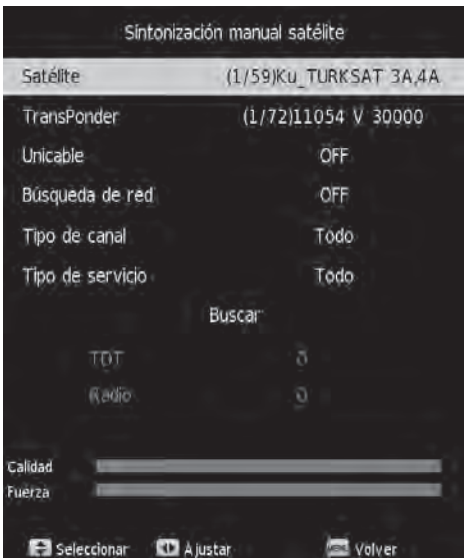 Sintonización manual satélite
Satélite (1/59)Ku_TURKSAT 3A,4A
TransPonder (1/72)11054 V 30000
Unicable OFF
Búsqueda de red OFF
Tipo de canal Todo
Tipo de servicio Todo
Buscar
TDT 0
Radio 0
Calidad
Fuerza
Seleccionar Ajustar MENU Volver